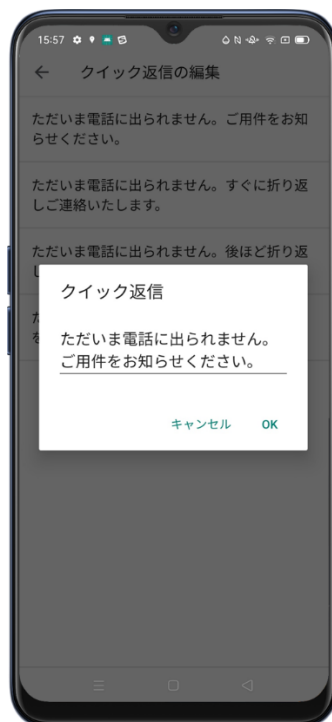 15:57
クイック返信の編集
ただいま電話に出られません。ご用件をお知
らせください。
ただいま電話に出られません。すぐに折り返
しご連絡いたします。
ただいま電話に出られません。後ほど折り返
クイック返信
ただいま電話に出られません。
ご用件をお知らせください。
キャンセル OK